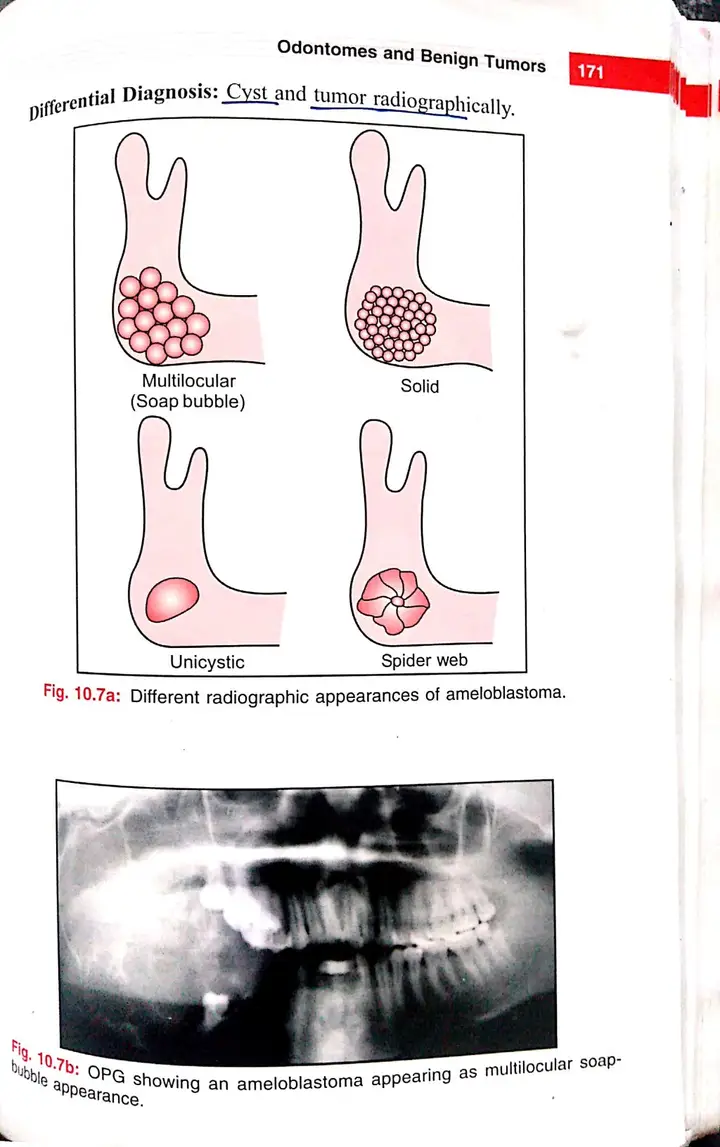 Odontomes and Benign Tumors
171
Differential Diagnosis: Cyst and tumor radiographically.
Multilocular
(Soap bubble)
Solid
Unicystic
Spider web
Fig. 10.7a: Different radiographic appearances of ameloblastoma.
Fig. 10.7b: OPG showing an ameloblastoma appearing as multilocular soap-
bubble appearance.